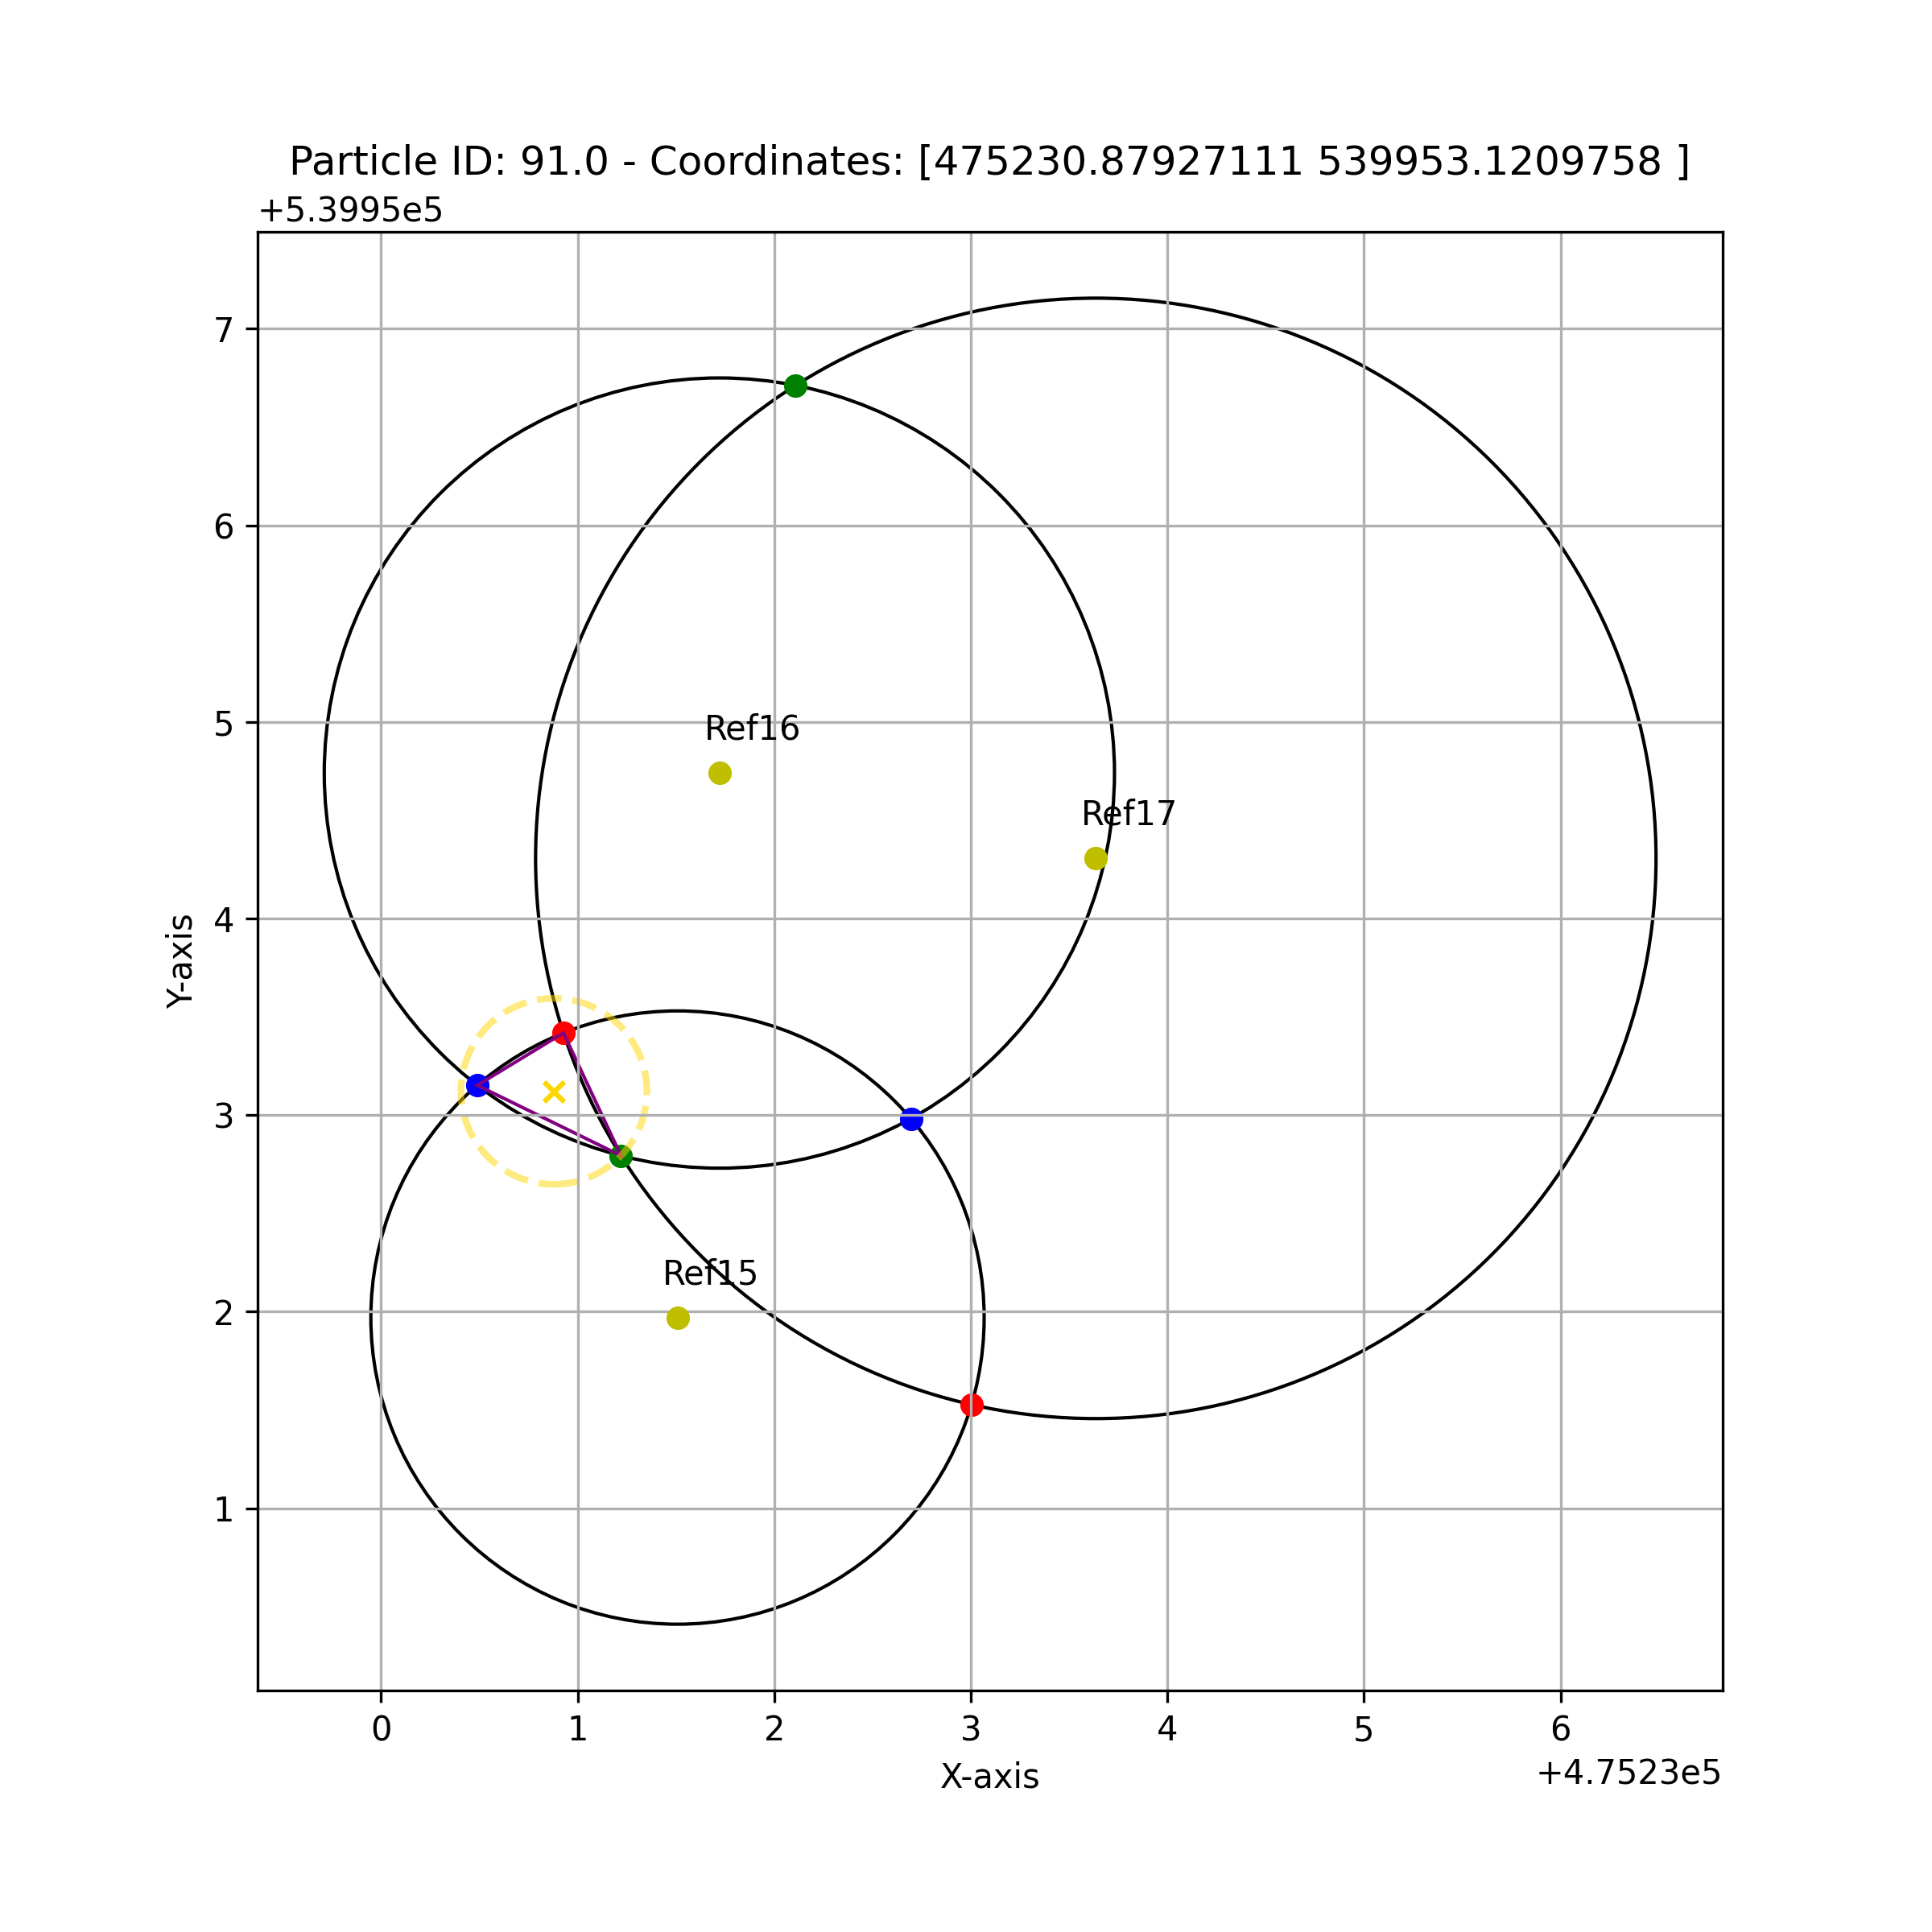 Particle ID: 91.0 - Coordinates: [475230.87927111 539953.1209758 ]
+5.3995e5
7
6
5
4
3
2
1
Y-axis
Ref16
Ref17
Ref15
0 1 2 3 4 5 6
X-axis
+4.7523e5